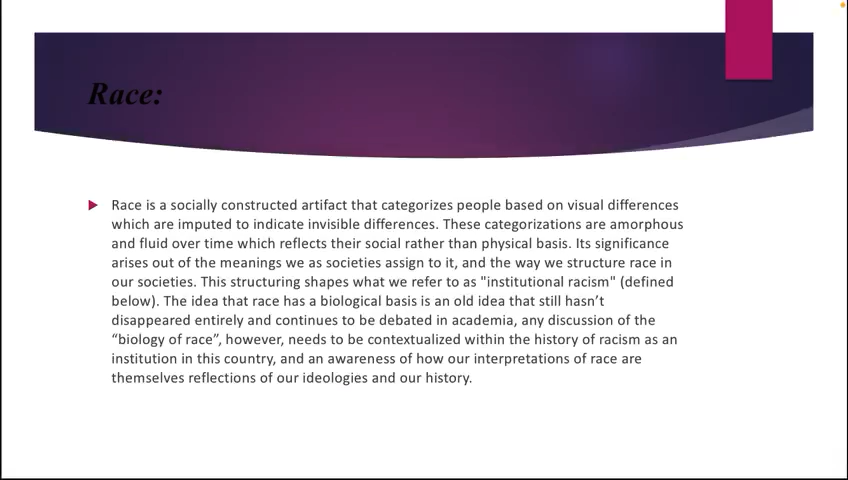 Race:
Race is a socially constructed artifact that categorizes people based on visual differences
which are imputed to indicate invisible differences. These categorizations are amorphous
and fluid over time which reflects their social rather than physical basis. Its significance
arises out of the meanings we as societies assign to it, and the way we structure race in
our societies. This structuring shapes what we refer to as "institutional racism" (defined
below). The idea that race has a biological basis is an old idea that still hasn’t
disappeared entirely and continues to be debated in academia, any discussion of the
“biology of race”, however, needs to be contextualized within the history of racism as an
institution in this country, and an awareness of how our interpretations of race are
themselves reflections of our ideologies and our history.